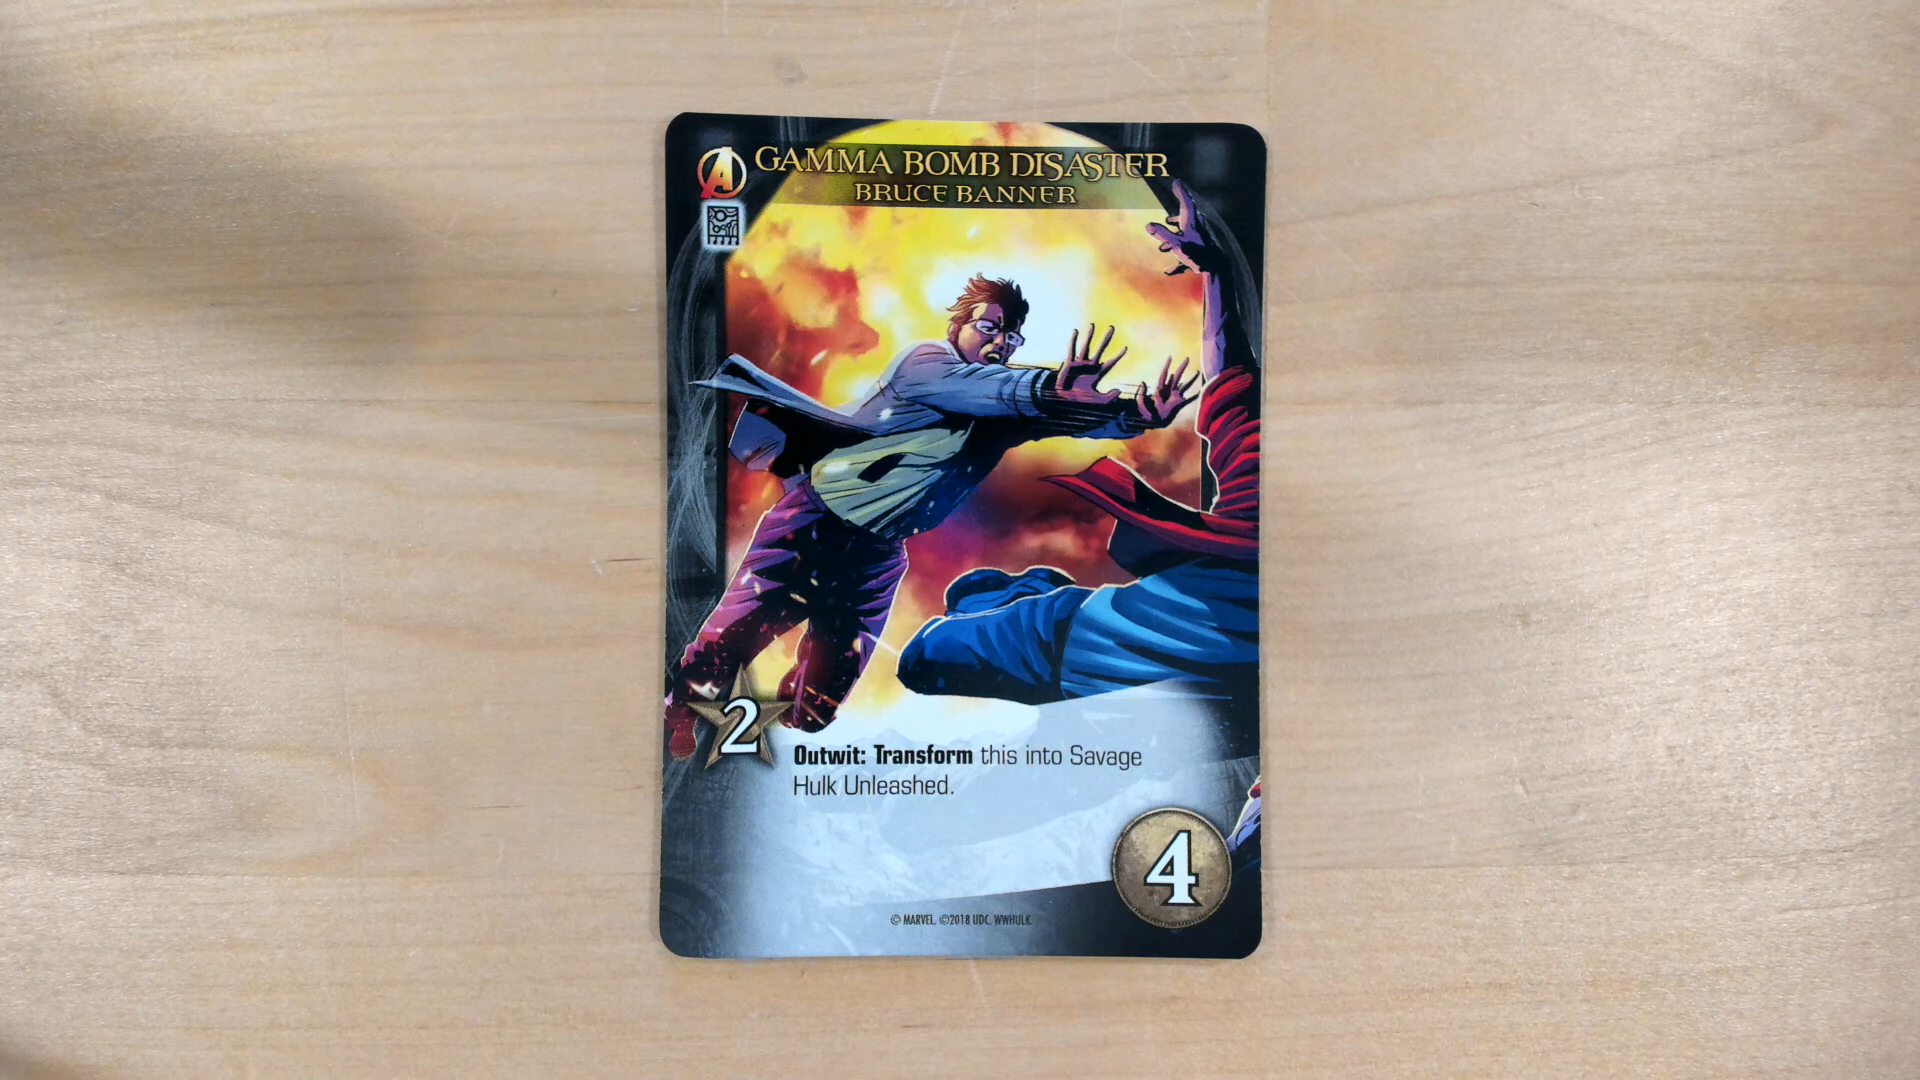 GAMMA BOMB DISASTER
BRUCE BANNER
2
Outwit: Transform this into Savage
Hulk Unleashed.
4
© MARVEL. ©2018 UDC. WWHULK.